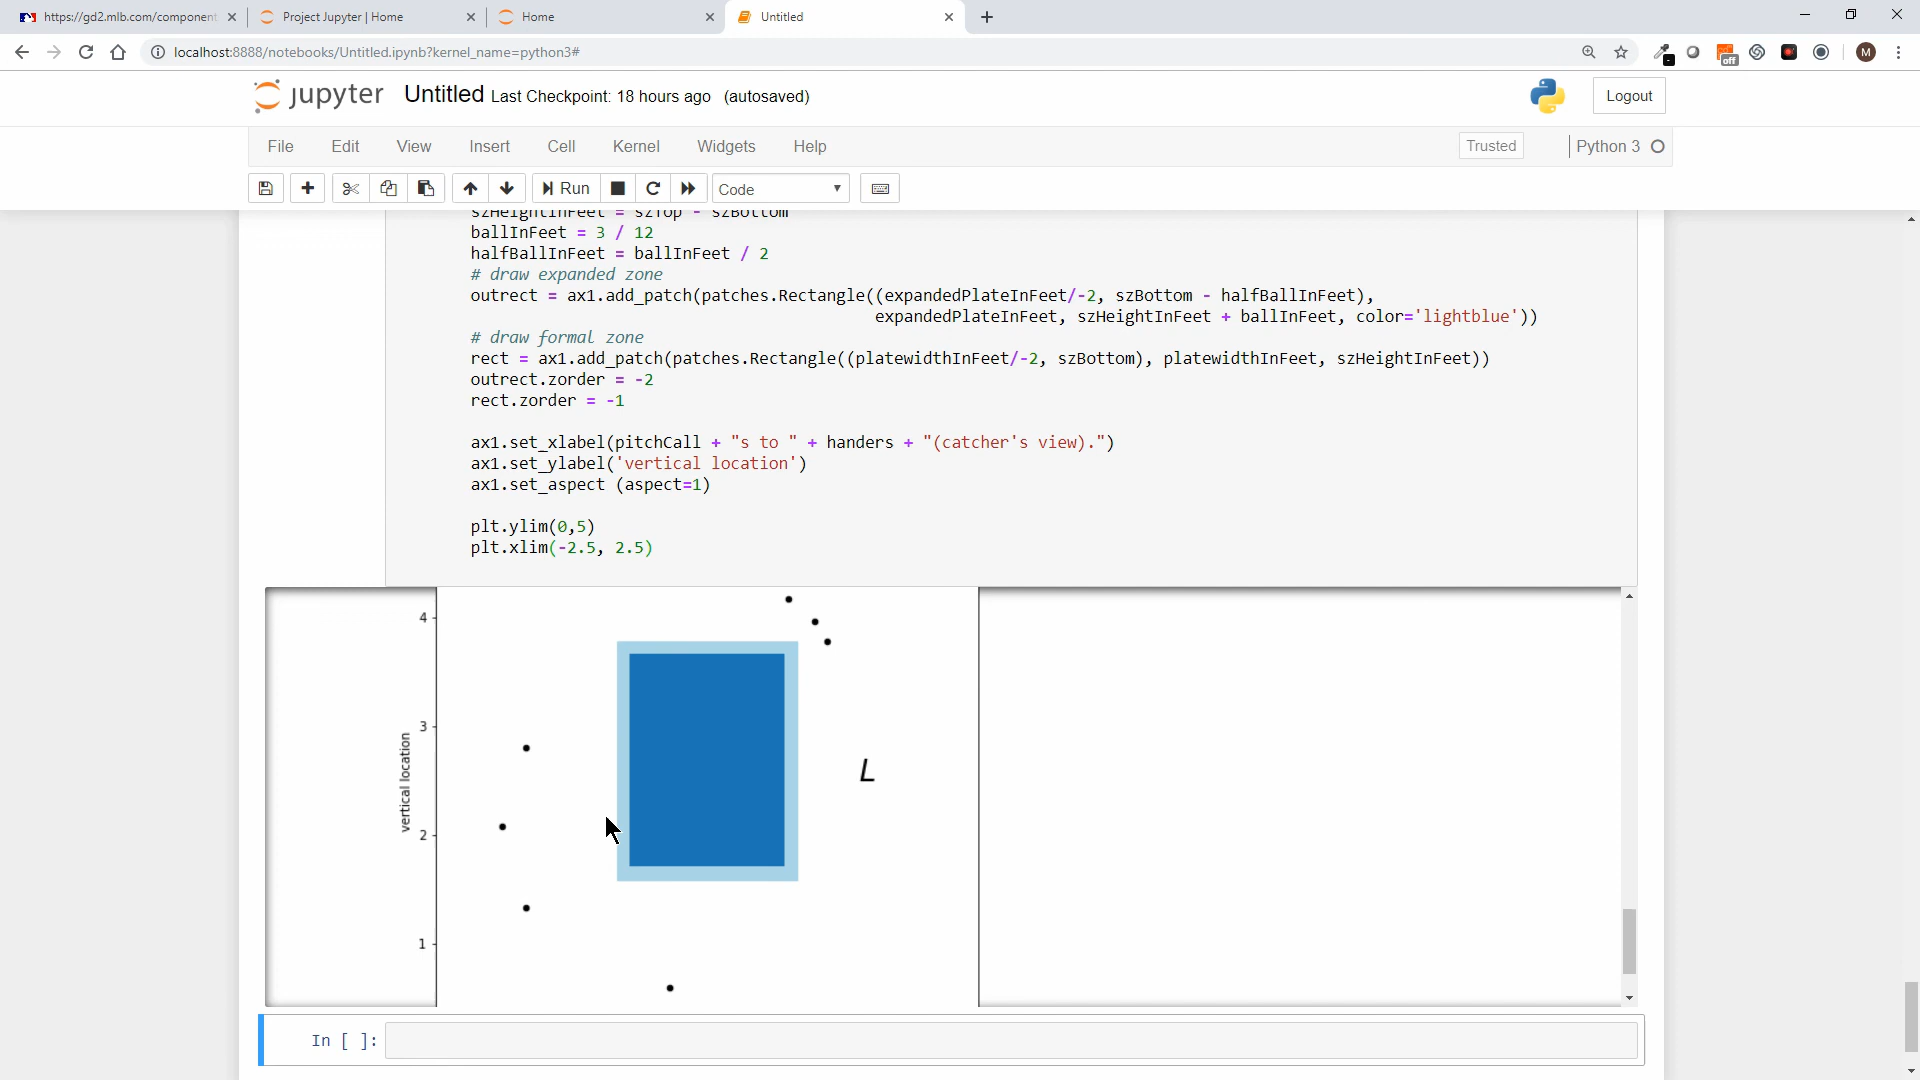 https://gd2.mlb.com/component
Project Jupyter | Home
Home
Untitled
localhost:8888/notebooks/Untitled.ipynb?kernel_name=python3#
off
M
jupyter Untitled Last Checkpoint: 18 hours ago (autosaved)
Logout
File Edit View Insert Cell Kernel Widgets Help
Trusted
Python 3
Run
Code
szHeightInFeet = szTop - szBottom
ballInFeet = 3 / 12
halfBallInFeet = ballInFeet / 2
# draw expanded zone
outrect = ax1.add_patch(patches.Rectangle((expandedPlateInFeet/-2, szBottom - halfBallInFeet),
expandedPlateInFeet, szHeightInFeet + ballInFeet, color='lightblue'))
# draw formal zone
rect = ax1.add_patch(patches.Rectangle((platewidthInFeet/-2, szBottom), platewidthInFeet, szHeightInFeet))
outrect.zorder = -2
rect.zorder = -1
ax1.set_xlabel(pitchCall + "s to " + handers + "(catcher's view).")
ax1.set_ylabel('vertical location')
ax1.set_aspect (aspect=1)
plt.ylim(0,5)
plt.xlim(-2.5, 2.5)
4
3
vertical location
L
2
1
In [ ]: